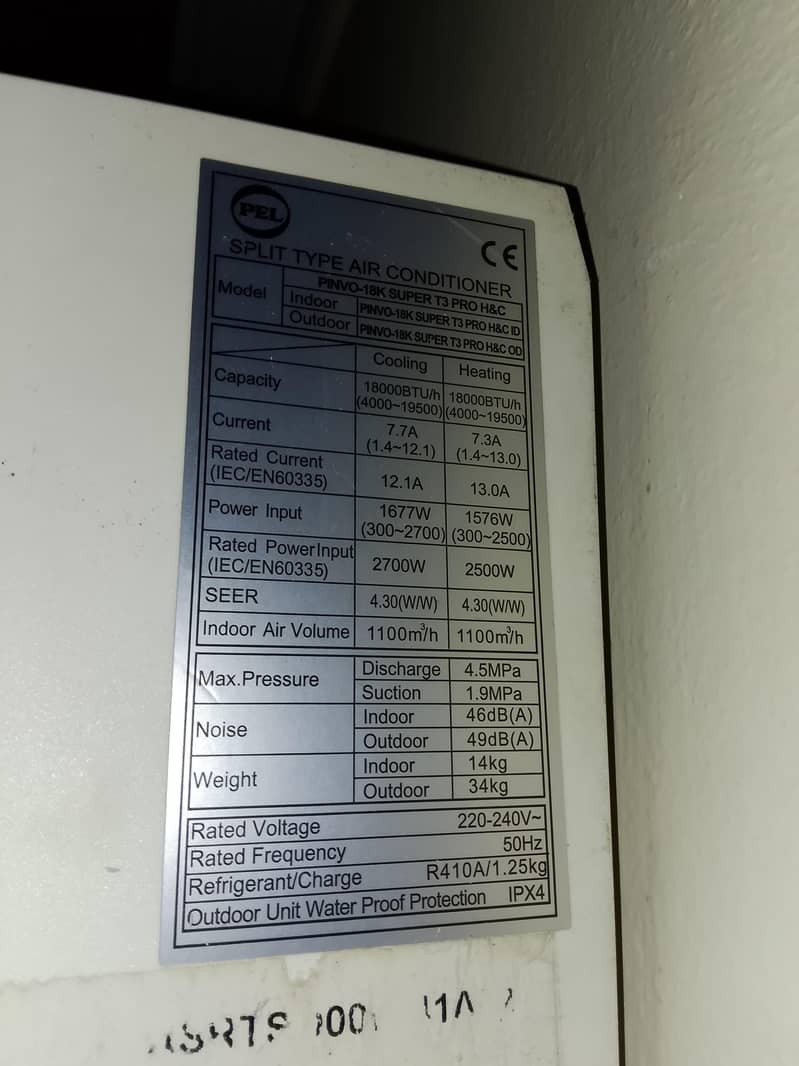 PEL
CE
SPLIT TYPE AIR CONDITIONER
Model PINVO-18K SUPER T3 PRO H&C
Indoor PINVO-18K SUPER T3 PRO H&C ID
Outdoor PINVO-18K SUPER T3 PRO H&C OD
Cooling Heating
Capacity 18000BTU/h (4000~19500) 18000BTU/h (4000~19500)
Current 7.7A (1.4~12.1) 7.3A (1.4~13.0)
Rated Current (IEC/EN60335) 12.1A 13.0A
Power Input 1677W (300~2700) 1576W (300~2500)
Rated PowerInput (IEC/EN60335) 2700W 2500W
SEER 4.30(W/W) 4.30(W/W)
Indoor Air Volume 1100m³/h 1100m³/h
Max.Pressure Discharge 4.5MPa
Suction 1.9MPa
Noise Indoor 46dB(A)
Outdoor 49dB(A)
Weight Indoor 14kg
Outdoor 34kg
Rated Voltage 220-240V~
Rated Frequency 50Hz
Refrigerant/Charge R410A/1.25kg
Outdoor Unit Water Proof Protection IPX4